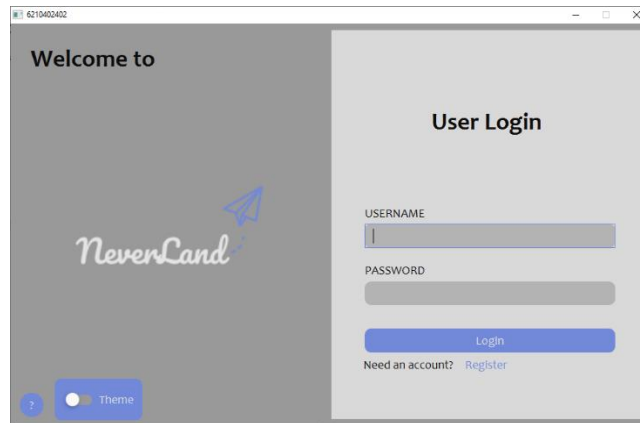 6210402402
Welcome to
NeverLand
? Theme
User Login
USERNAME
PASSWORD
Login
Need an account? Register